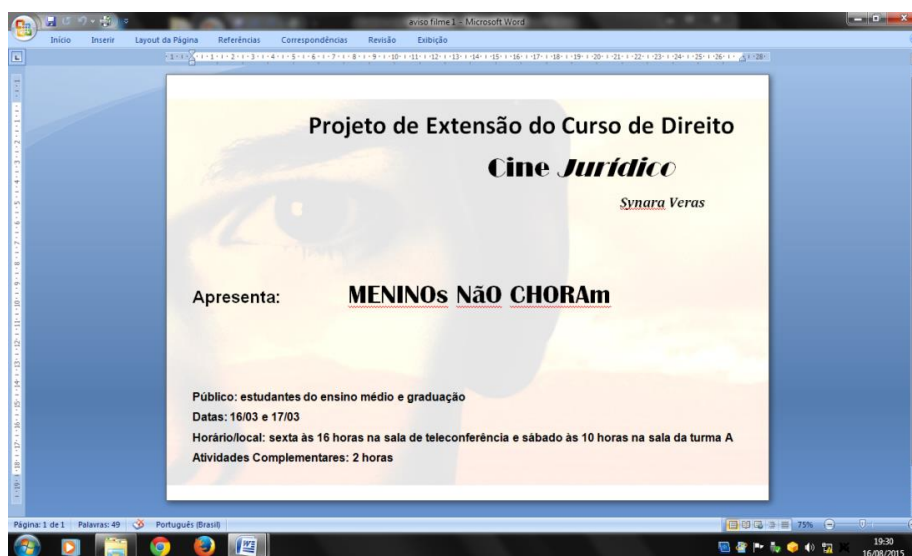 aviso filme 1 - Microsoft Word
Início Inserir Layout da Página Referências Correspondências Revisão Exibição
Projeto de Extensão do Curso de Direito
Cine Jurídico
Synara Veras
Apresenta: MENINOs NãO CHORAm
Público: estudantes do ensino médio e graduação
Datas: 16/03 e 17/03
Horário/local: sexta às 16 horas na sala de teleconferência e sábado às 10 horas na sala da turma A
Atividades Complementares: 2 horas
Página: 1 de 1 Palavras: 49 Português (Brasil) 75%
19:30
16/08/2015